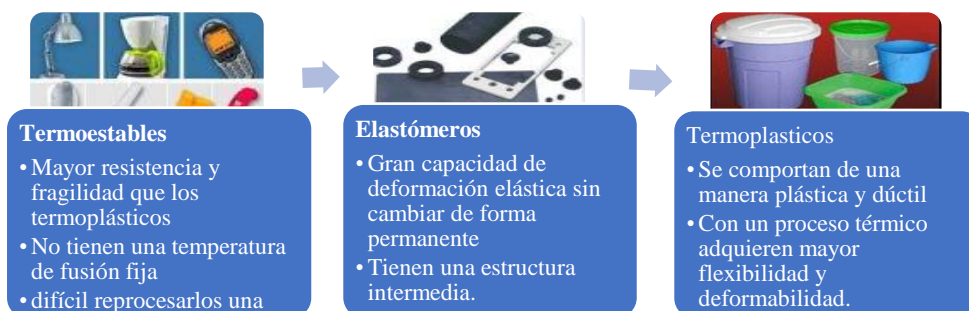 Termoestables
• Mayor resistencia y
fragilidad que los
termoplásticos
• No tienen una temperatura
de fusión fija
• difícil reprocesarlos una
Elastómeros
• Gran capacidad de
deformación elástica sin
cambiar de forma
permanente
• Tienen una estructura
intermedia.
Termoplasticos
• Se comportan de una
manera plástica y dúctil
• Con un proceso térmico
adquieren mayor
flexibilidad y
deformabilidad.